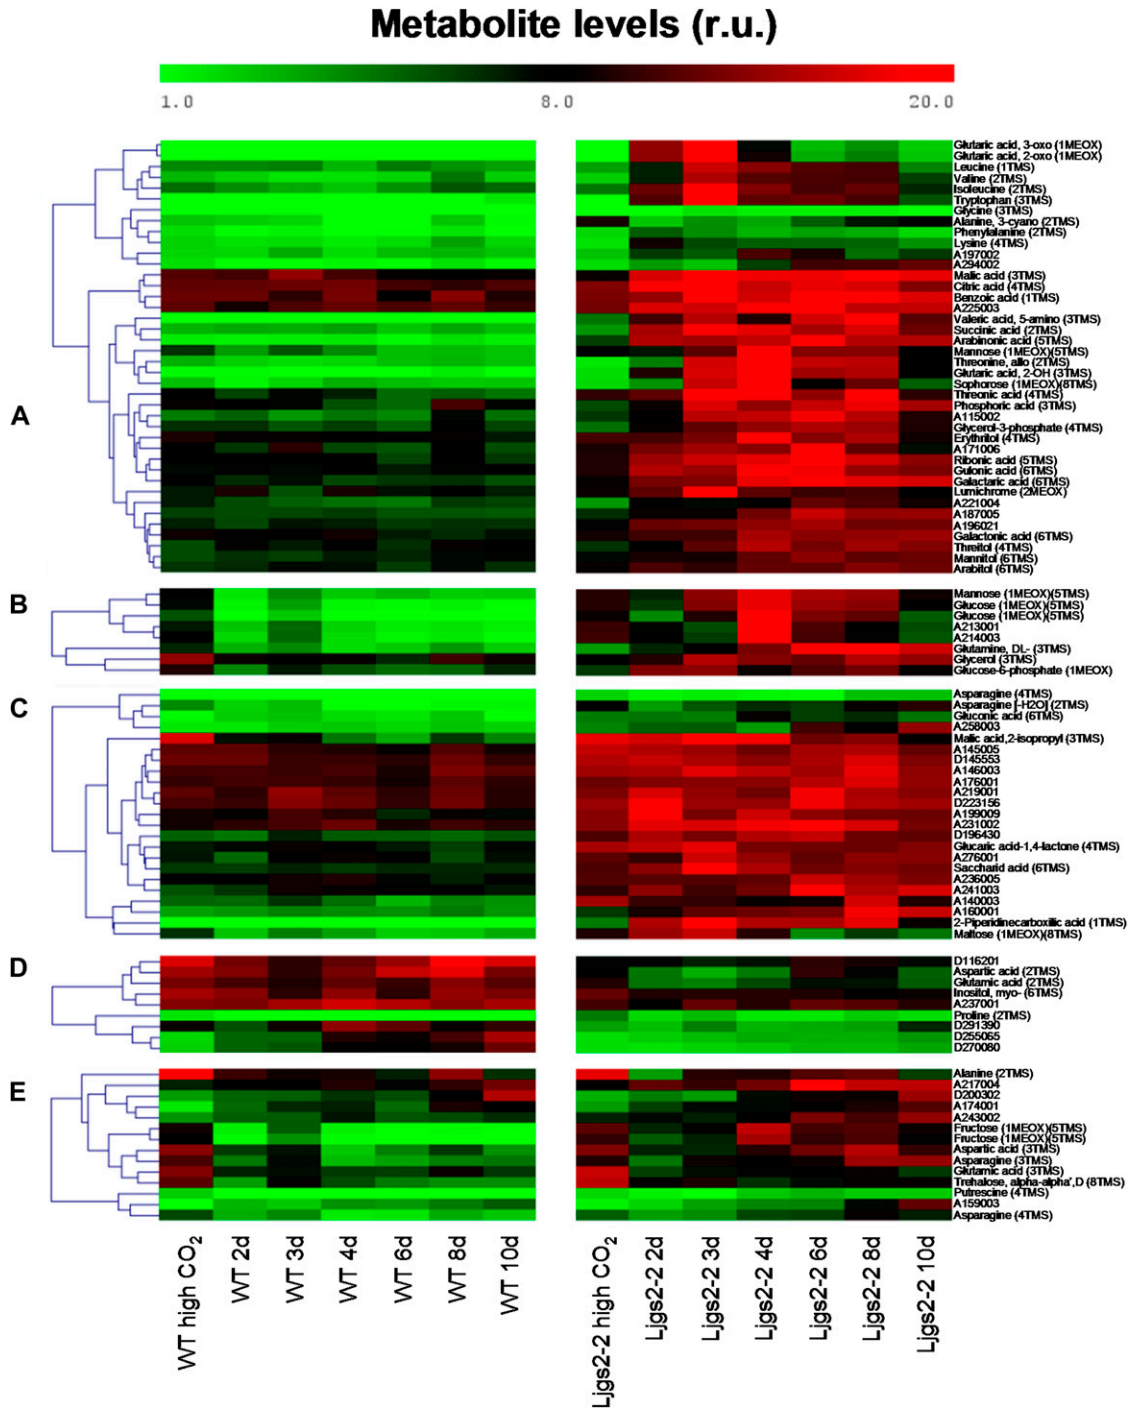 Metabolite levels (r.u.)
1.0 8.0 20.0
A
Glutaric acid, 3-oxo (1MEOX)
Glutaric acid, 2-oxo (1MEOX)
Leucine (1TMS)
Valine (2TMS)
Isoleucine (2TMS)
Tryptophan (3TMS)
Glycine (3TMS)
Alanine, 3-cyano (2TMS)
Phenylalanine (2TMS)
Lysine (4TMS)
A197002
A294002
Malic acid (3TMS)
Citric acid (4TMS)
Benzoic acid (1TMS)
A225003
Valeric acid, 5-amino (3TMS)
Succinic acid (2TMS)
Arabinonic acid (5TMS)
Mannose (1MEOX)(5TMS)
Threonine, allo (2TMS)
Glutaric acid, 2-OH (3TMS)
Sophorose (1MEOX)(8TMS)
Threonic acid (4TMS)
Phosphoric acid (3TMS)
A115002
Glycerol-3-phosphate (4TMS)
Erythritol (4TMS)
A171006
Ribonic acid (5TMS)
Gulonic acid (6TMS)
Galactaric acid (6TMS)
Lumichrome (2MEOX)
A221004
A187005
A196021
Galactonic acid (6TMS)
Threitol (4TMS)
Mannitol (6TMS)
Arabitol (6TMS)
B
Mannose (1MEOX)(5TMS)
Glucose (1MEOX)(5TMS)
Glucose (1MEOX)(5TMS)
A213001
A214003
Glutamine, DL- (3TMS)
Glycerol (3TMS)
Glucose-6-phosphate (1MEOX)
C
Asparagine (4TMS)
Asparagine [-H2O] (2TMS)
Gluconic acid (6TMS)
A258003
Malic acid,2-isopropyl (3TMS)
A145005
D145553
A146003
A176001
A219001
D223156
A199009
A231002
D196430
Glucaric acid-1,4-lactone (4TMS)
A276001
Saccharid acid (6TMS)
A236005
A241003
A140003
A160001
2-Piperidinecarboxilic acid (1TMS)
Maltose (1MEOX)(8TMS)
D
D116201
Aspartic acid (2TMS)
Glutamic acid (2TMS)
Inositol, myo- (6TMS)
A237001
Proline (2TMS)
D291390
D255065
D270080
E
Alanine (2TMS)
A217004
D200302
A174001
A243002
Fructose (1MEOX)(5TMS)
Fructose (1MEOX)(5TMS)
Aspartic acid (3TMS)
Asparagine (3TMS)
Glutamic acid (3TMS)
Trehalose, alpha-alpha',D (8TMS)
Putrescine (4TMS)
A159003
Asparagine (4TMS)
WT high CO2
WT 2d
WT 3d
WT 4d
WT 6d
WT 8d
WT 10d
Ljgs2-2 high CO2
Ljgs2-2 2d
Ljgs2-2 3d
Ljgs2-2 4d
Ljgs2-2 6d
Ljgs2-2 8d
Ljgs2-2 10d